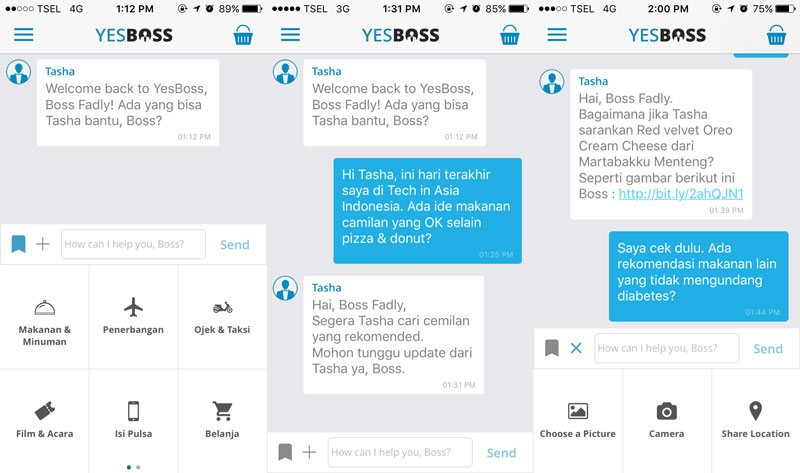 TSEL 4G 1:12 PM 89%
YESBOSS
Tasha
Welcome back to YesBoss,
Boss Fadly! Ada yang bisa
Tasha bantu, Boss?
01:12 PM
How can I help you, Boss?
Send
Makanan &
Minuman
Penerbangan
Ojek & Taksi
Film & Acara
Isi Pulsa
Belanja
TSEL 3G 1:31 PM 85%
YESBOSS
Tasha
Welcome back to YesBoss,
Boss Fadly! Ada yang bisa
Tasha bantu, Boss?
01:12 PM
Hi Tasha, ini hari terakhir
saya di Tech in Asia
Indonesia. Ada ide makanan
camilan yang OK selain
pizza & donut?
01:25 PM
Tasha
Hai, Boss Fadly,
Segera Tasha cari cemilan
yang rekomended.
Mohon tunggu update dari
Tasha ya, Boss.
01:31 PM
How can I help you, Boss?
Send
TSEL 4G 2:00 PM 75%
YESBOSS
Tasha
Hai, Boss Fadly.
Bagaimana jika Tasha
sarankan Red velvet Oreo
Cream Cheese dari
Martabakku Menteng?
Seperti gambar berikut ini
Boss : http://bit.ly/2ahQJN1
01:39 PM
Saya cek dulu. Ada
rekomendasi makanan lain
yang tidak mengundang
diabetes?
01:44 PM
How can I help you, Boss?
Send
Choose a Picture
Camera
Share Location